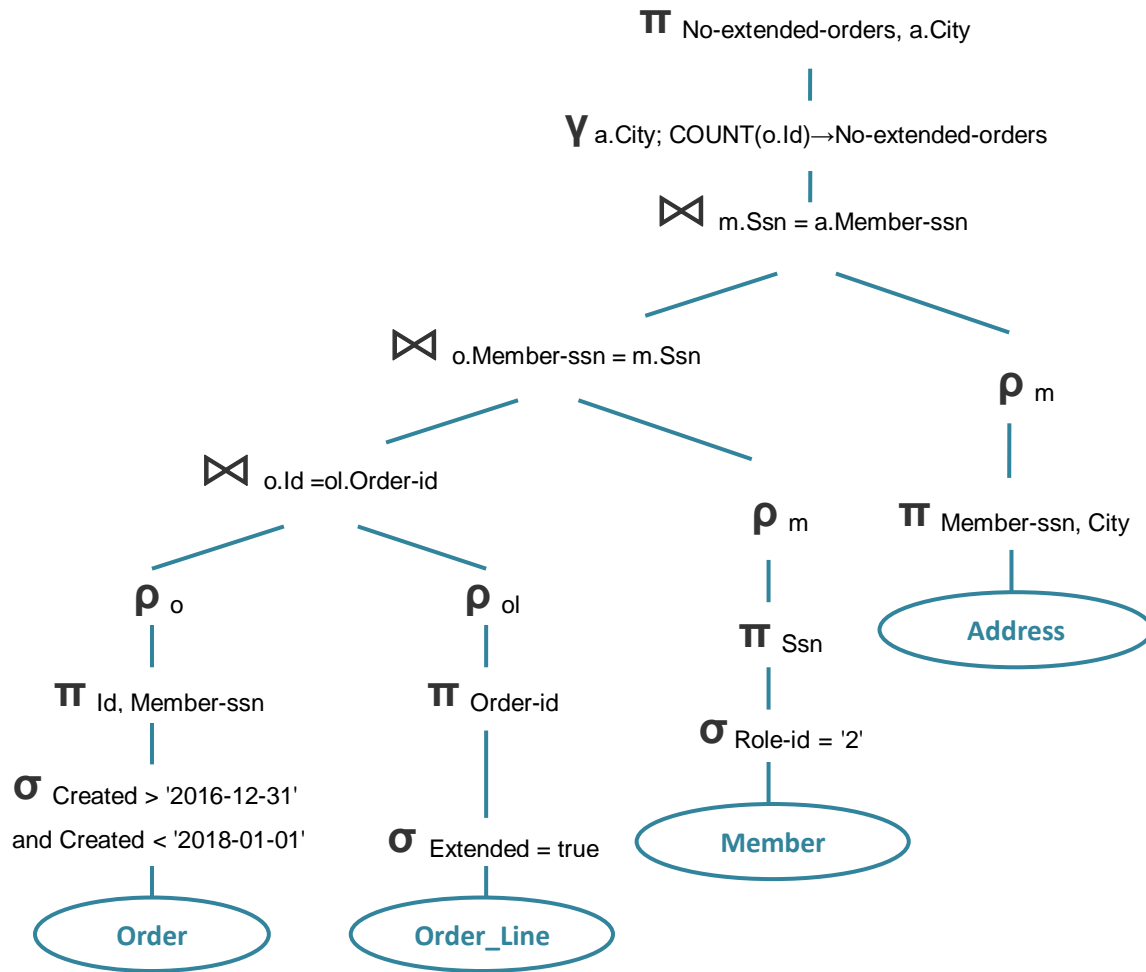 π No-extended-orders, a.City
γ a.City; COUNT(o.Id)→No-extended-orders
⋈ m.Ssn = a.Member-ssn
⋈ o.Member-ssn = m.Ssn
ρ m
⋈ o.Id =ol.Order-id
ρ m
π Member-ssn, City
ρ o
ρ ol
Address
π Ssn
π Id, Member-ssn
π Order-id
σ Role-id = '2'
σ Created > '2016-12-31'
and Created < '2018-01-01'
σ Extended = true
Member
Order
Order_Line